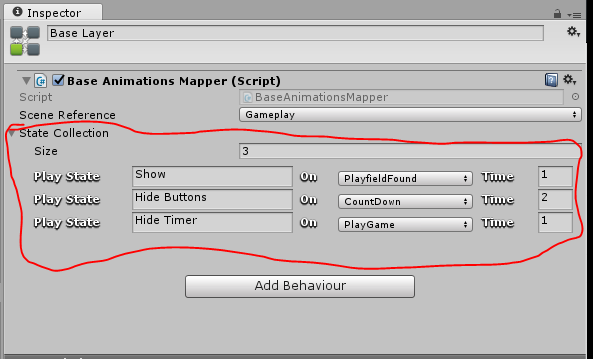 Inspector
Base Layer
Base Animations Mapper (Script)
Script BaseAnimationsMapper
Scene Reference Gameplay
State Collection
Size 3
Play State Show On PlayfieldFound Time 1
Play State Hide Buttons On CountDown Time 2
Play State Hide Timer On PlayGame Time 1
Add Behaviour